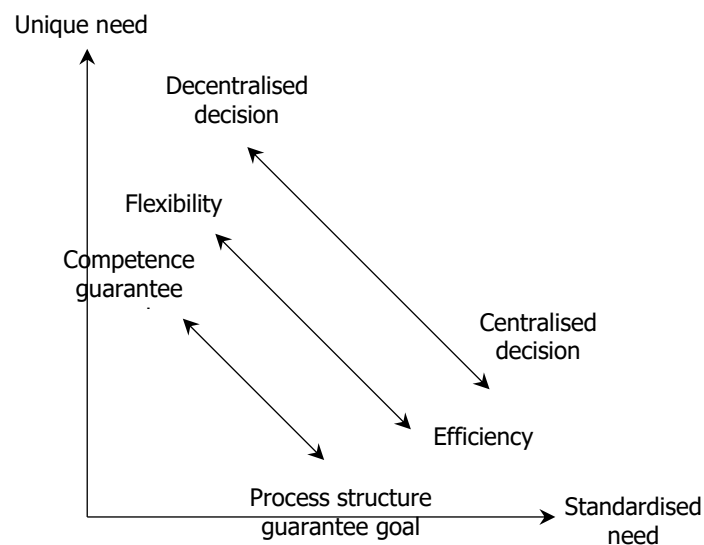 Unique need
Decentralised
decision
Flexibility
Competence
guarantee
Centralised
decision
Efficiency
Process structure
guarantee goal
Standardised
need